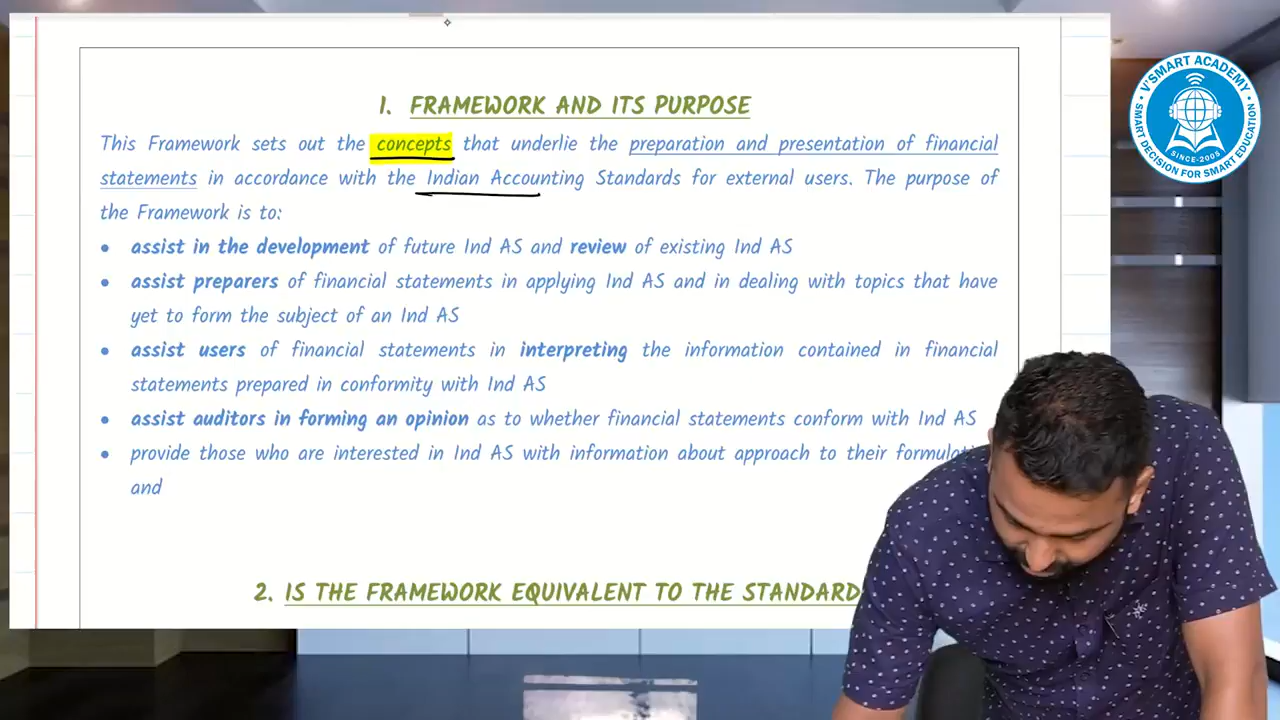 1. FRAMEWORK AND ITS PURPOSE
This Framework sets out the concepts that underlie the preparation and presentation of financial
statements in accordance with the Indian Accounting Standards for external users. The purpose of
the Framework is to:
• assist in the development of future Ind AS and review of existing Ind AS
• assist preparers of financial statements in applying Ind AS and in dealing with topics that have
yet to form the subject of an Ind AS
• assist users of financial statements in interpreting the information contained in financial
statements prepared in conformity with Ind AS
• assist auditors in forming an opinion as to whether financial statements conform with Ind AS
• provide those who are interested in Ind AS with information about approach to their
and
2. IS THE FRAMEWORK EQUIVALENT TO THE STANDARD
V'SMART ACADEMY
SINCE-2005
SMART DECISION FOR SMART EDUCATION